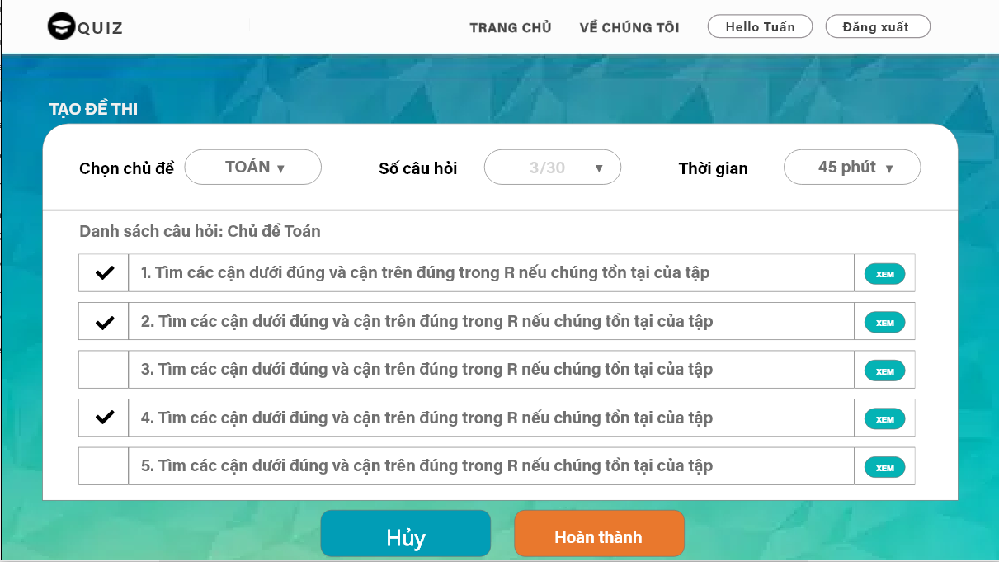 QUIZ TRANG CHỦ VỀ CHÚNG TÔI Hello Tuấn Đăng xuất
TẠO ĐỀ THI
Chọn chủ đề TOÁN ▼ Số câu hỏi 3/30 ▼ Thời gian 45 phút ▼
Danh sách câu hỏi: Chủ đề Toán
✔ 1. Tìm các cận dưới đúng và cận trên đúng trong R nếu chúng tồn tại của tập XEM
✔ 2. Tìm các cận dưới đúng và cận trên đúng trong R nếu chúng tồn tại của tập XEM
3. Tìm các cận dưới đúng và cận trên đúng trong R nếu chúng tồn tại của tập XEM
✔ 4. Tìm các cận dưới đúng và cận trên đúng trong R nếu chúng tồn tại của tập XEM
5. Tìm các cận dưới đúng và cận trên đúng trong R nếu chúng tồn tại của tập XEM
Hủy Hoàn thành